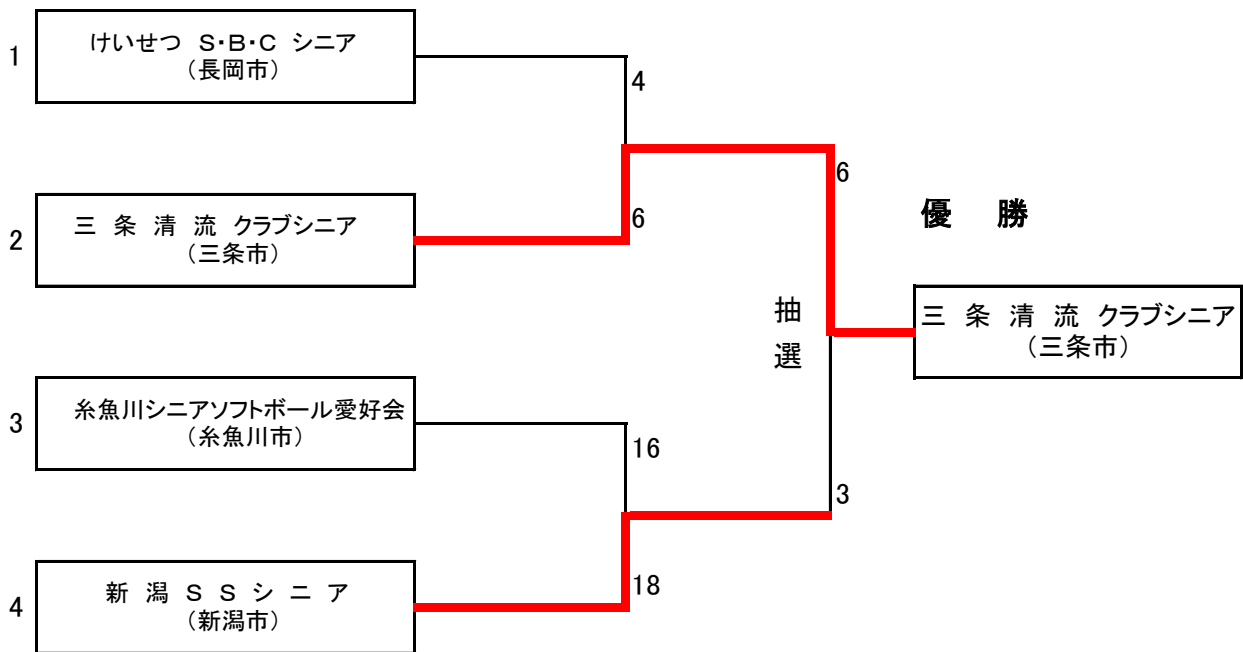 1
けいせつ S・B・C シニア
(長岡市)
4
2
三 条 清 流 クラブシニア
(三条市)
6
6
優 勝
抽
選
三 条 清 流 クラブシニア
(三条市)
3
糸魚川シニアソフトボール愛好会
(糸魚川市)
16
3
4
新 潟 S S シ ニ ア
(新潟市)
18